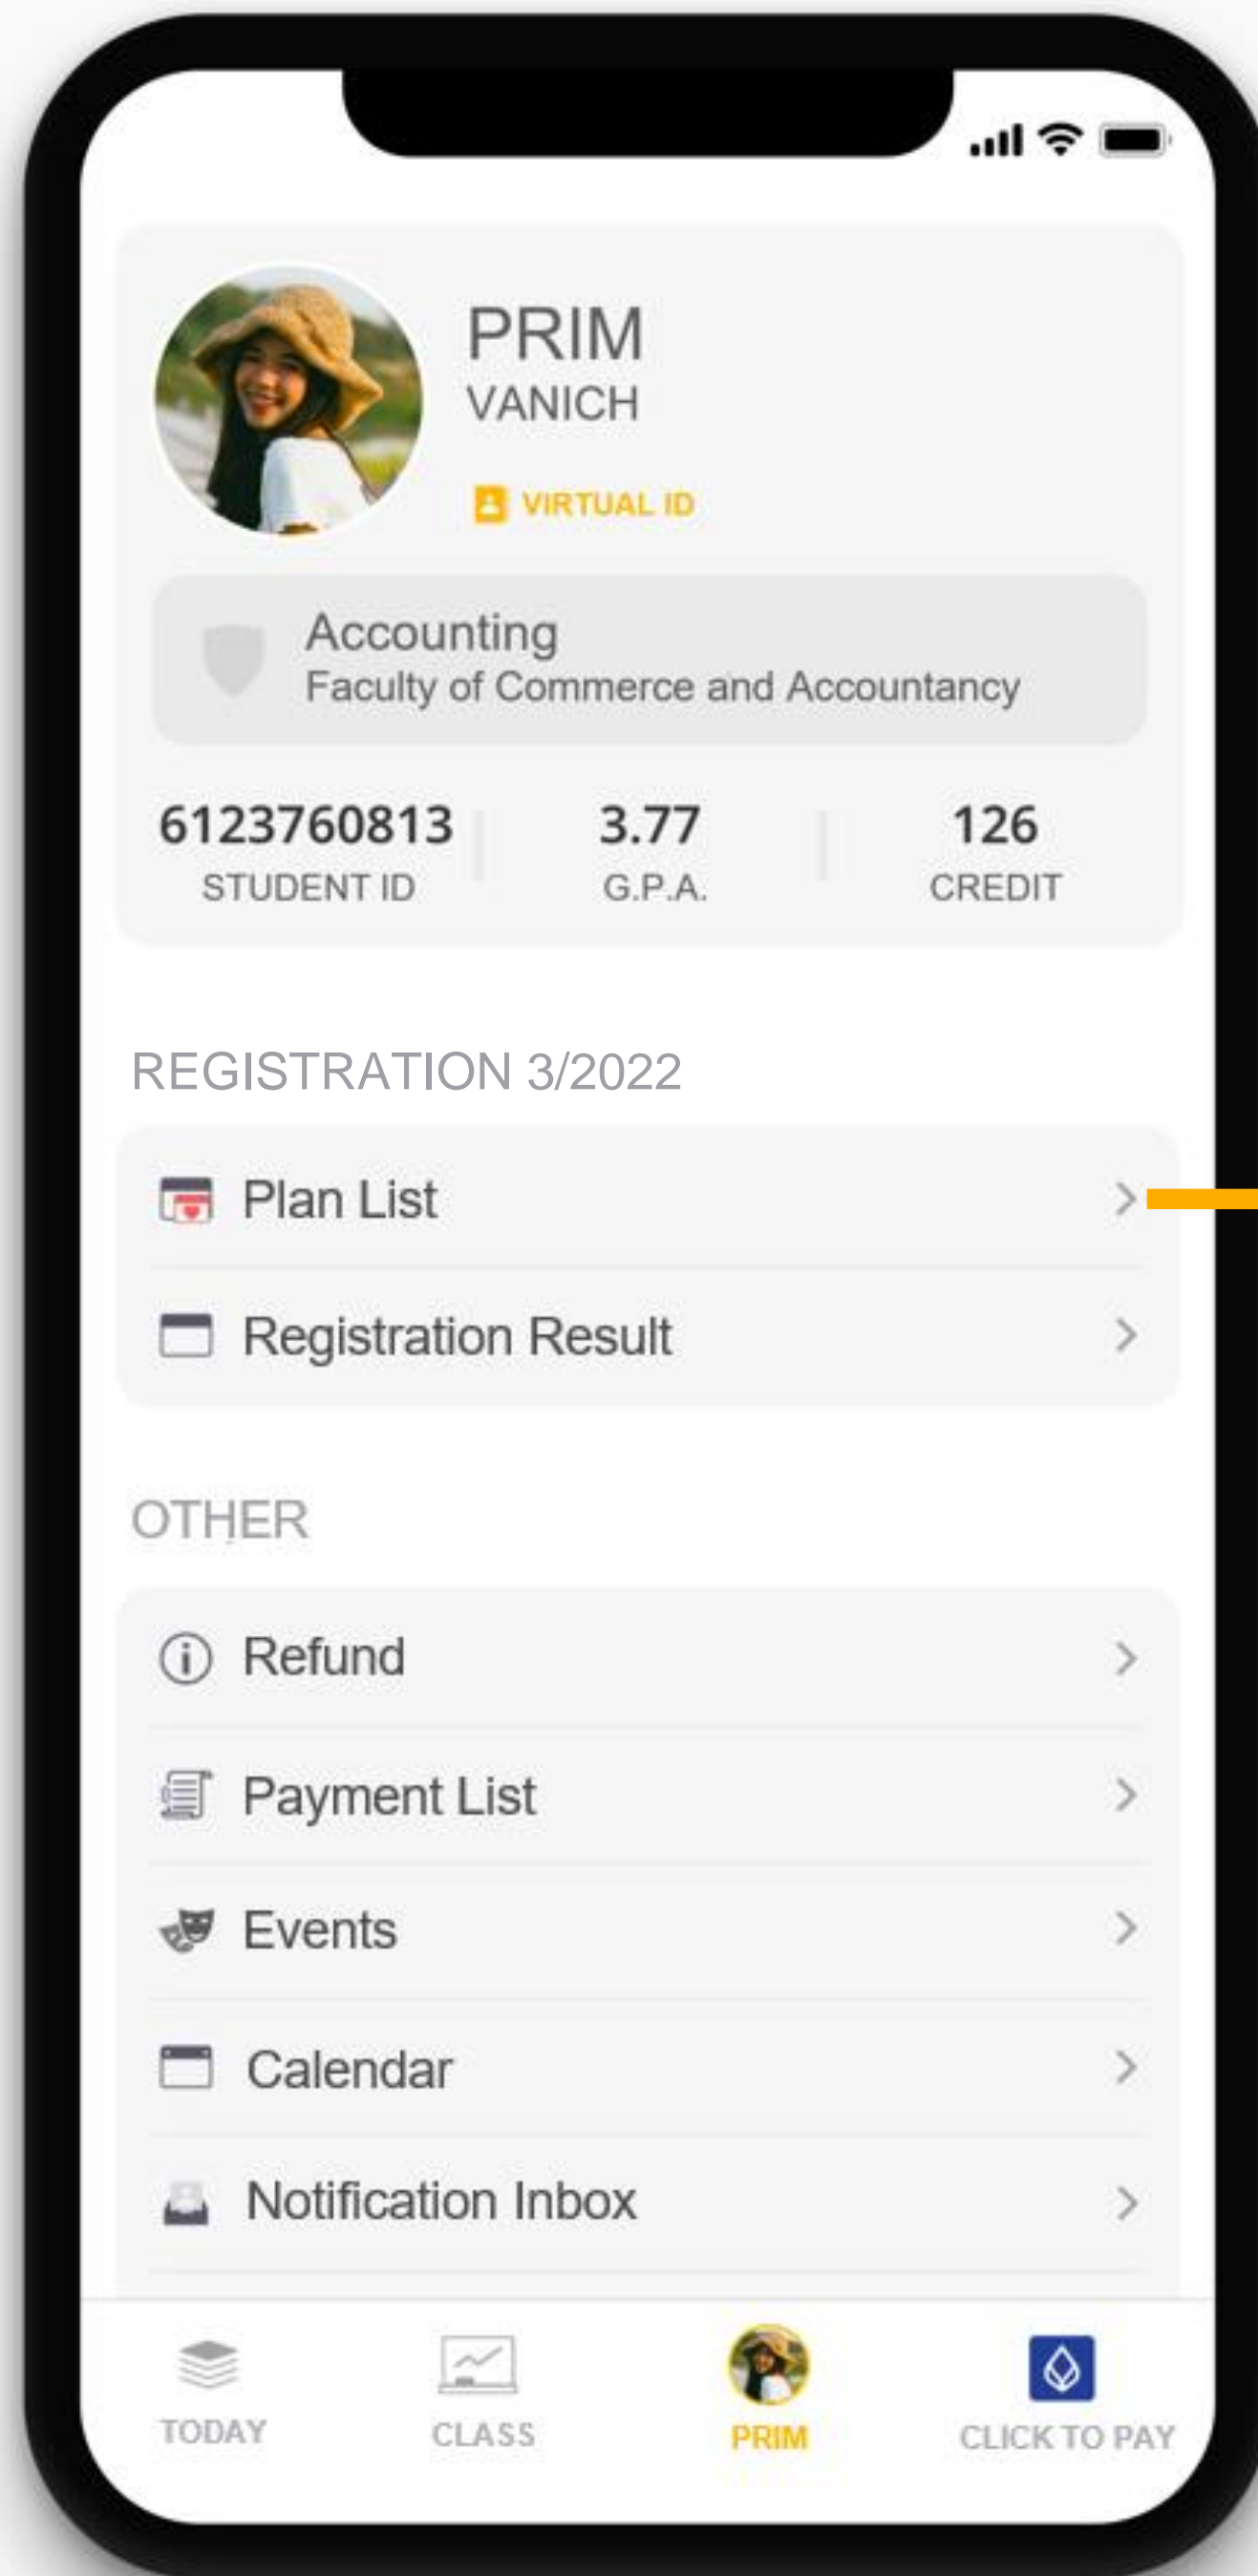 PRIM
VANICH
VIRTUAL ID
Accounting
Faculty of Commerce and Accountancy
6123760813 3.77 126
STUDENT ID G.P.A. CREDIT
REGISTRATION 3/2022
Plan List
Registration Result
OTHER
Refund
Payment List
Events
Calendar
Notification Inbox
TODAY CLASS PRIM CLICK TO PAY